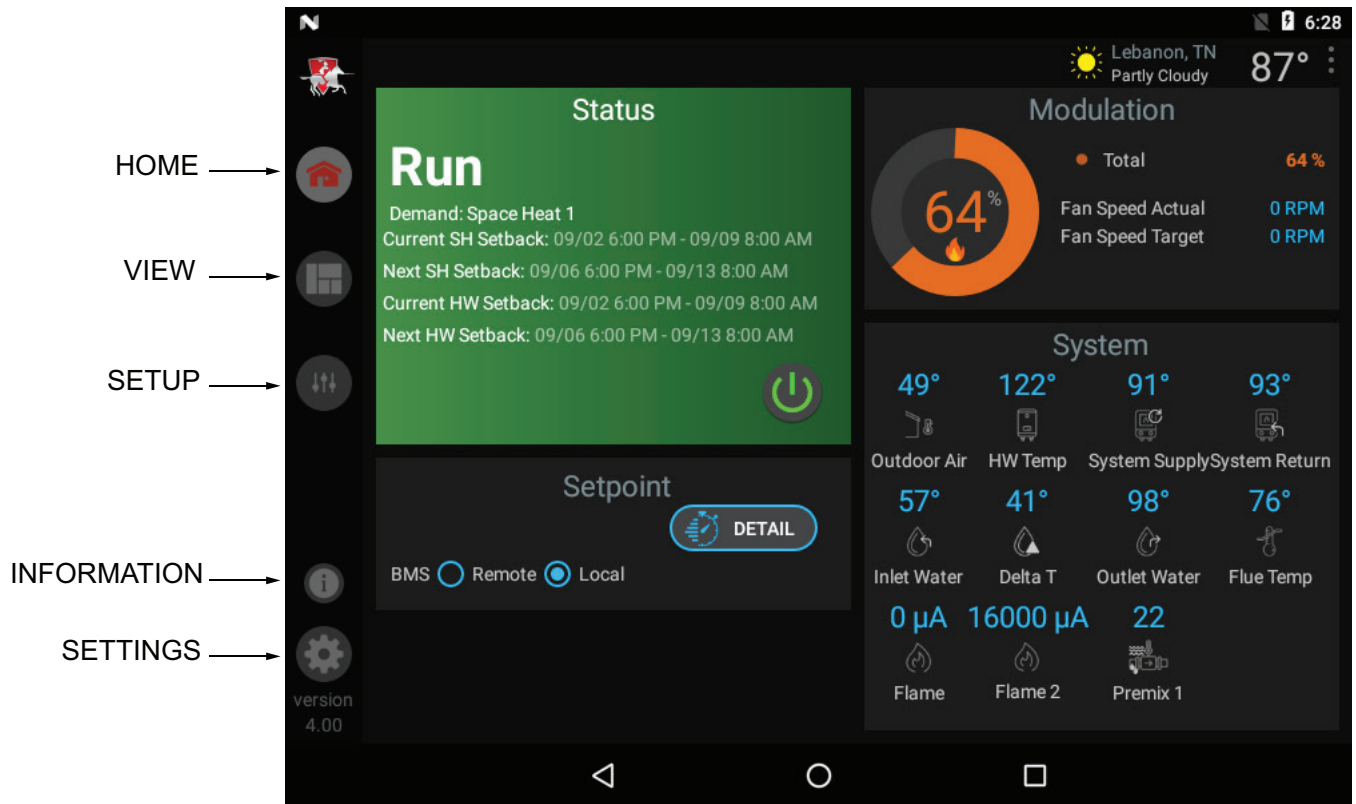 6:28
Lebanon, TN
Partly Cloudy
87°
HOME
VIEW
SETUP
INFORMATION
SETTINGS
version
4.00
Status
Run
Demand: Space Heat 1
Current SH Setback: 09/02 6:00 PM - 09/09 8:00 AM
Next SH Setback: 09/06 6:00 PM - 09/13 8:00 AM
Current HW Setback: 09/02 6:00 PM - 09/09 8:00 AM
Next HW Setback: 09/06 6:00 PM - 09/13 8:00 AM
Setpoint
DETAIL
BMS Remote Local
Modulation
64%
Total 64 %
Fan Speed Actual 0 RPM
Fan Speed Target 0 RPM
System
49° 122° 91° 93°
Outdoor Air HW Temp System Supply System Return
57° 41° 98° 76°
Inlet Water Delta T Outlet Water Flue Temp
0 µA 16000 µA 22
Flame Flame 2 Premix 1